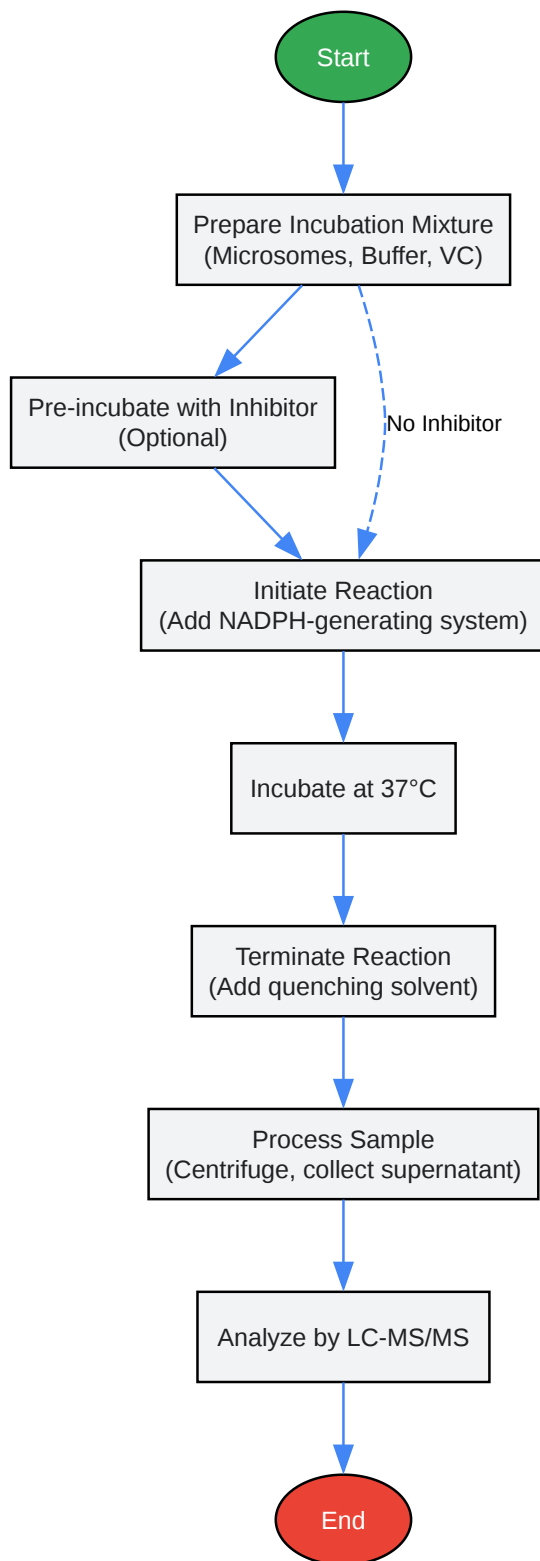 Start
Prepare Incubation Mixture
(Microsomes, Buffer, VC)
Pre-incubate with Inhibitor
(Optional)
No Inhibitor
Initiate Reaction
(Add NADPH-generating system)
Incubate at 37°C
Terminate Reaction
(Add quenching solvent)
Process Sample
(Centrifuge, collect supernatant)
Analyze by LC-MS/MS
End